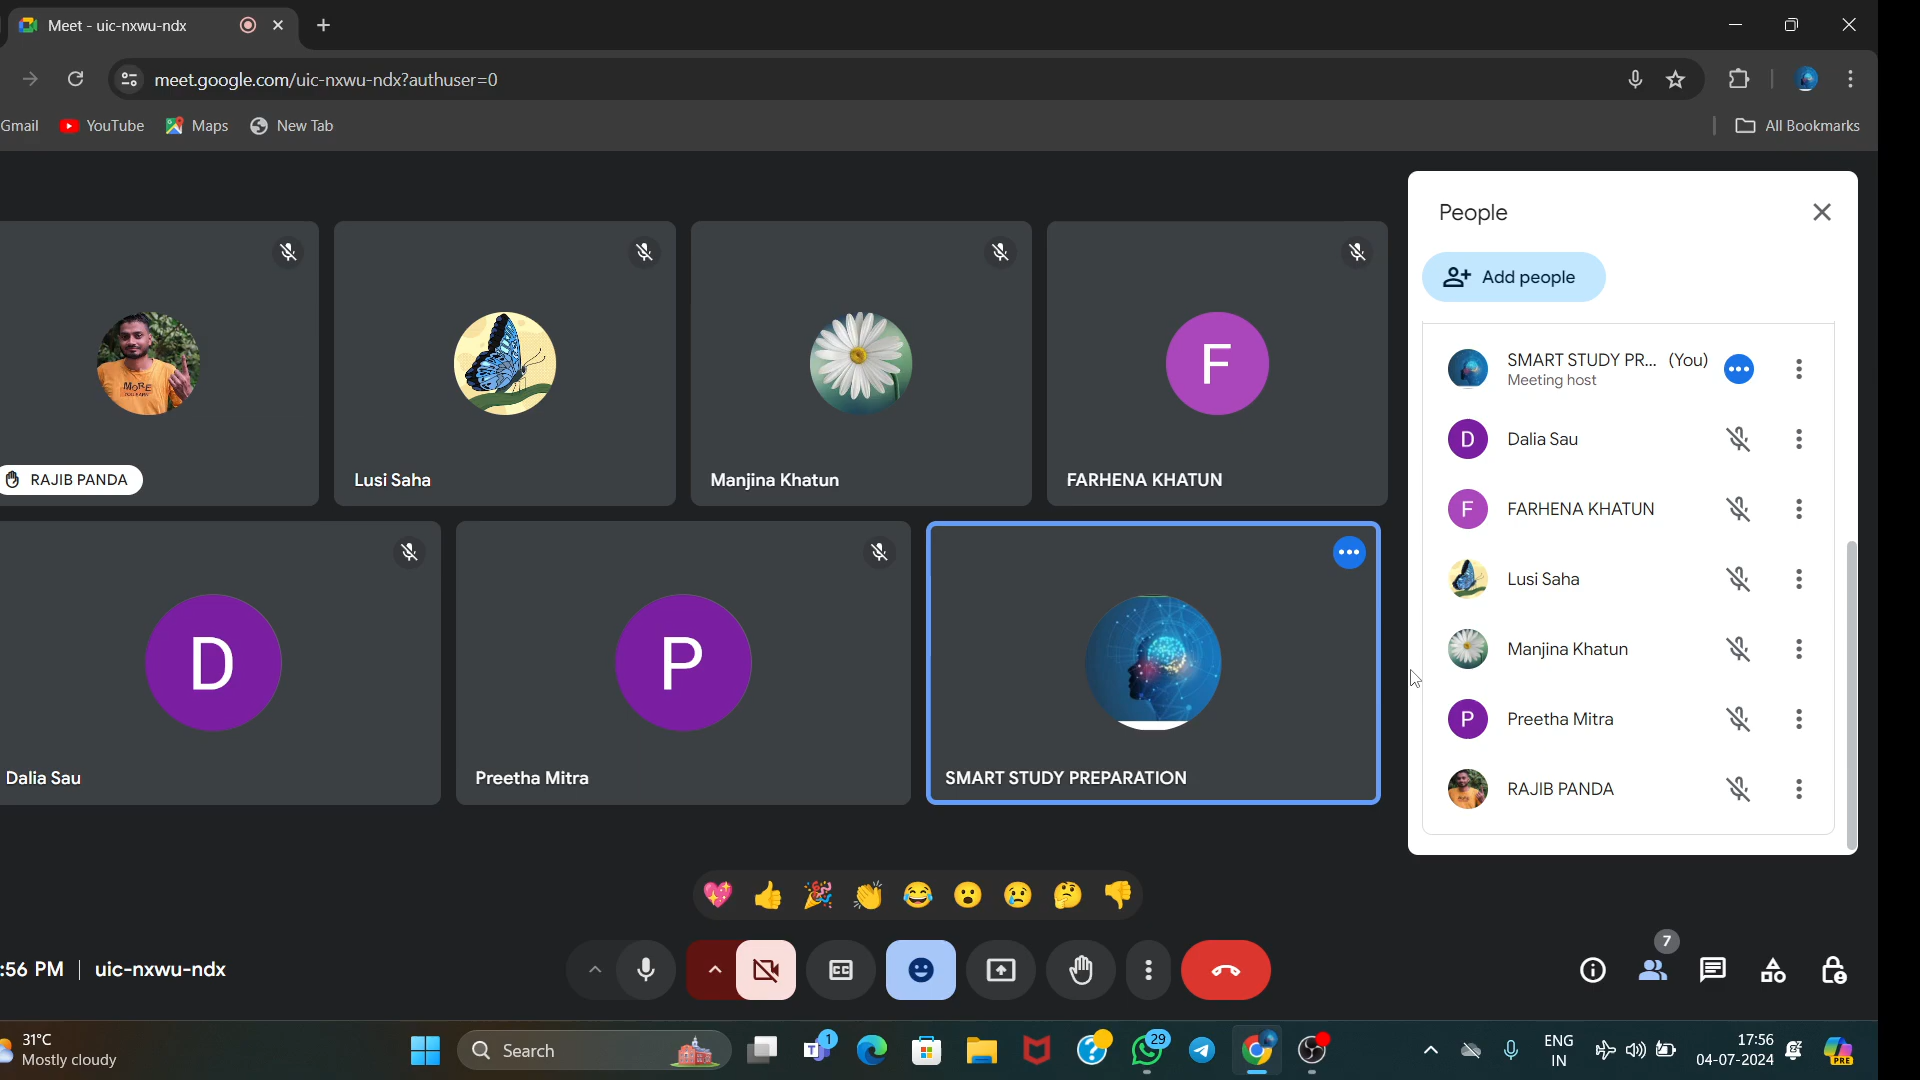 Meet - uic-nxwu-ndx
meet.google.com/uic-nxwu-ndx?authuser=0
Gmail YouTube Maps New Tab All Bookmarks
People
Add people
RAJIB PANDA
Lusi Saha
Manjina Khatun
F
FARHENA KHATUN
D
Dalia Sau
P
Preetha Mitra
SMART STUDY PREPARATION
SMART STUDY PR... (You)
Meeting host
D Dalia Sau
F FARHENA KHATUN
Lusi Saha
Manjina Khatun
P Preetha Mitra
RAJIB PANDA
:56 PM | uic-nxwu-ndx
CC
7
31°C
Mostly cloudy
Search
1
29
ENG
IN
17:56
04-07-2024
PRE